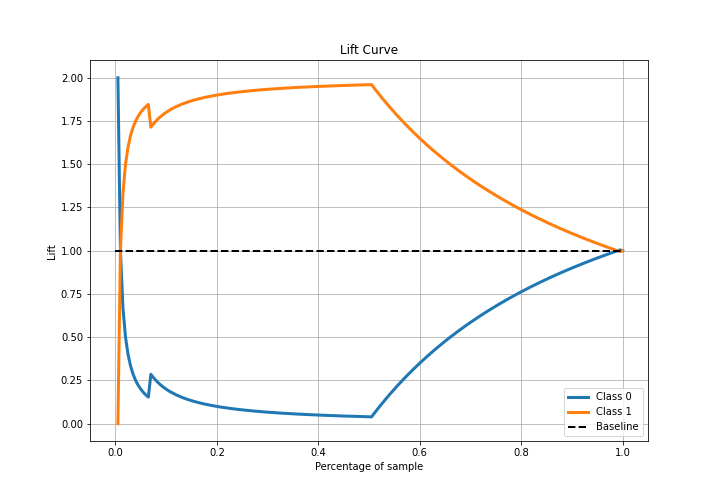 Lift Curve
Lift
2.00
1.75
1.50
1.25
1.00
0.75
0.50
0.25
0.00
0.0 0.2 0.4 0.6 0.8 1.0
Percentage of sample
Class 0
Class 1
Baseline